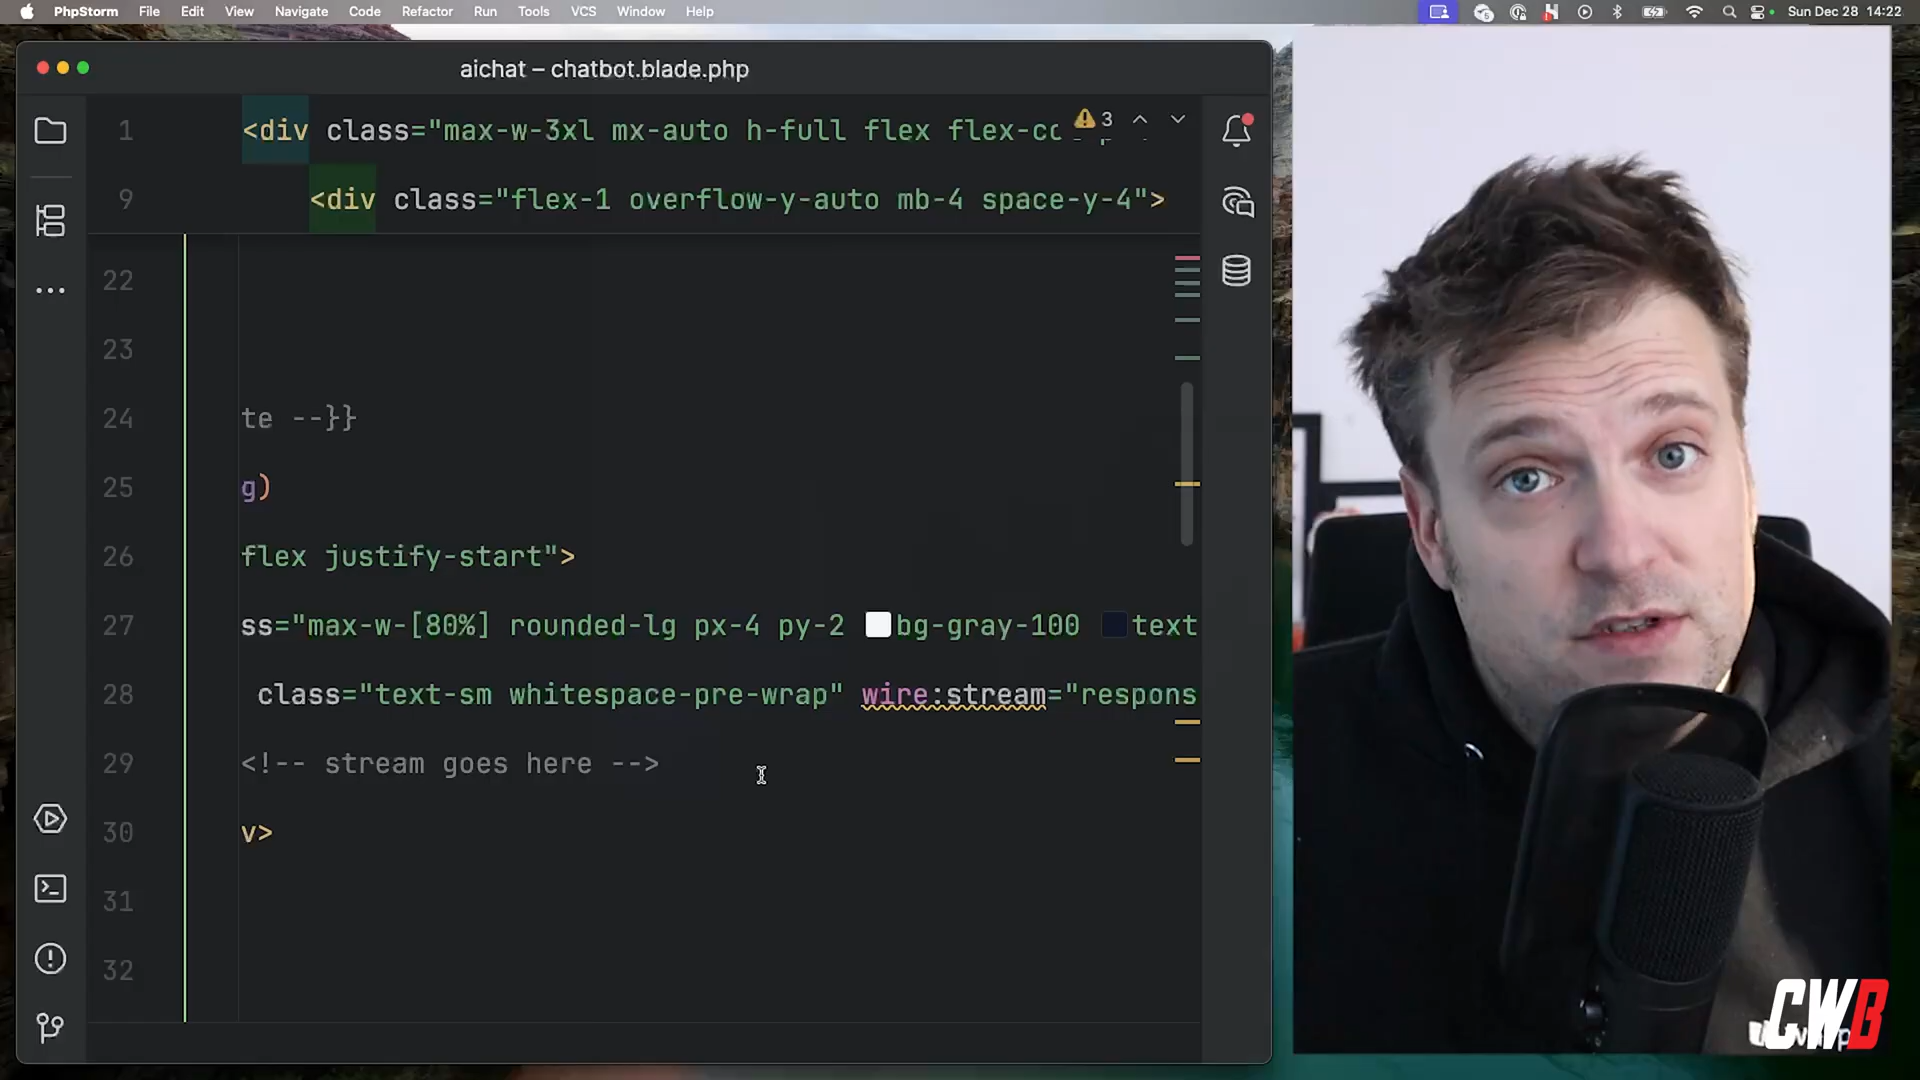 PhpStorm File Edit View Navigate Code Refactor Run Tools VCS Window Help Sun Dec 28 14:22
aichat – chatbot.blade.php
1 <div class="max-w-3xl mx-auto h-full flex flex-cc 3
9 <div class="flex-1 overflow-y-auto mb-4 space-y-4">
22
23
24 te --}}
25 g)
26 flex justify-start">
27 ss="max-w-[80%] rounded-lg px-4 py-2 bg-gray-100 text
28 class="text-sm whitespace-pre-wrap" wire:stream="respons
29 <!-- stream goes here -->
30 v>
31
32
CWB